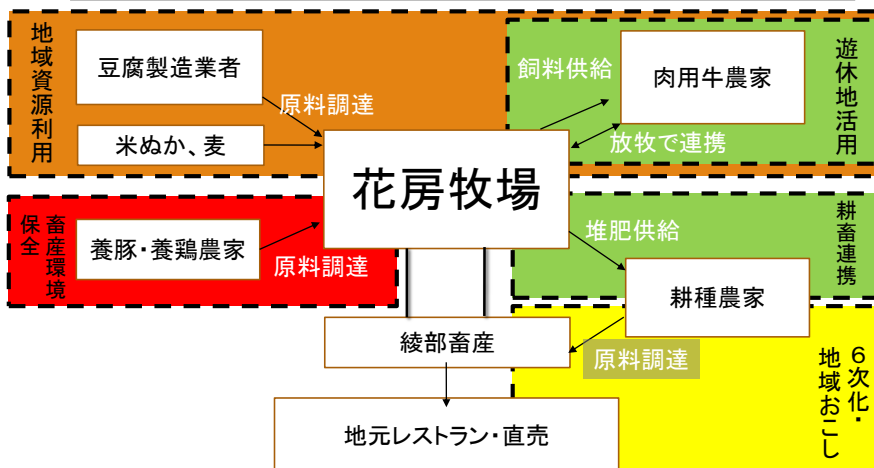 地域資源利用
豆腐製造業者
原料調達
米ぬか、麦
飼料供給
肉用牛農家
遊休地活用
放牧で連携
花房牧場
畜産環境
保全
養豚・養鶏農家
原料調達
堆肥供給
耕畜連携
耕種農家
綾部畜産
原料調達
6次化・
地域おこし
地元レストラン・直売